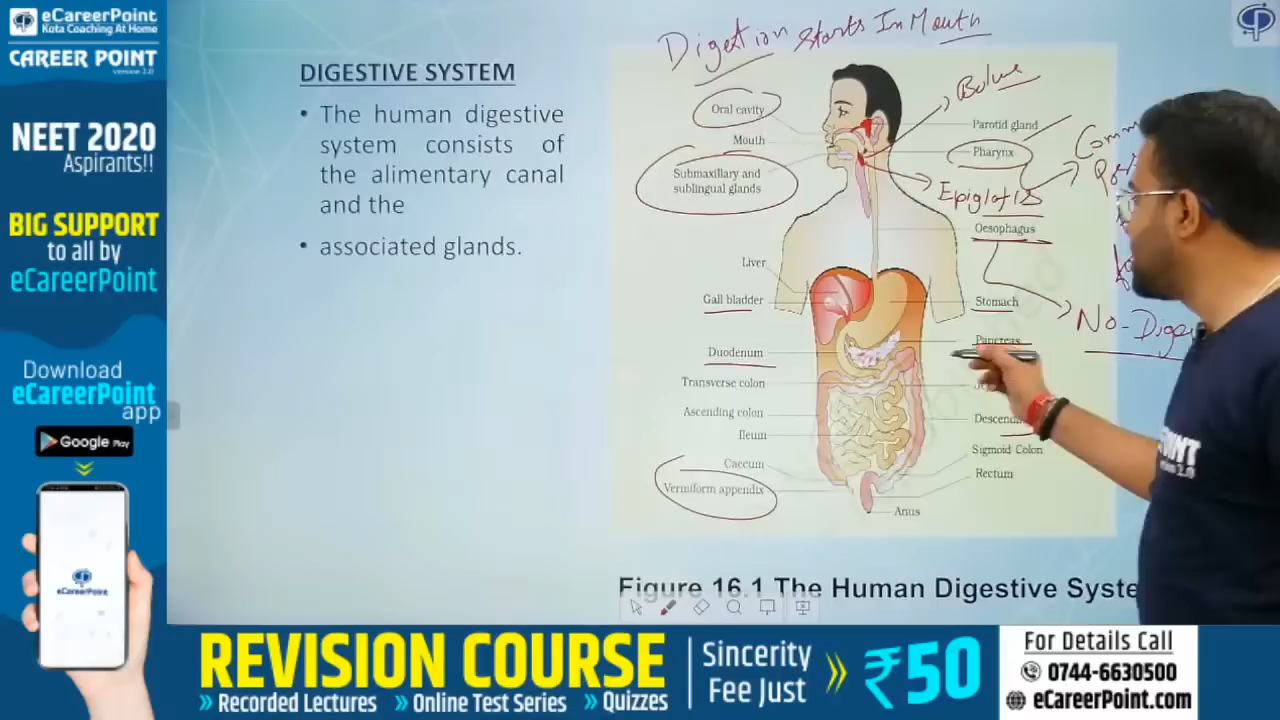 eCareerPoint
Kota Coaching At Home
CAREER POINT
version 2.0
NEET 2020
Aspirants!!
BIG SUPPORT
to all by
eCareerPoint
Download
eCareerPoint
app
Google Play
eCareerPoint
DIGESTIVE SYSTEM
• The human digestive
system consists of
the alimentary canal
and the
• associated glands.
Digestion starts In Mouth
Bolus
Oral cavity
Mouth
Submaxillary and
sublingual glands
Parotid gland
Pharynx
Epiglotis
Oesophagus
Liver
Gall bladder
Stomach
No-Diges
Pancreas
Duodenum
Transverse colon
Ascending colon
Ileum
Caecum
Vermiform appendix
Descend
Sigmoid Colon
Rectum
Anus
Figure 16.1 The Human Digestive Syste
REVISION COURSE
» Recorded Lectures » Online Test Series » Quizzes
Sincerity
Fee Just
» ₹50
For Details Call
0744-6630500
eCareerPoint.com